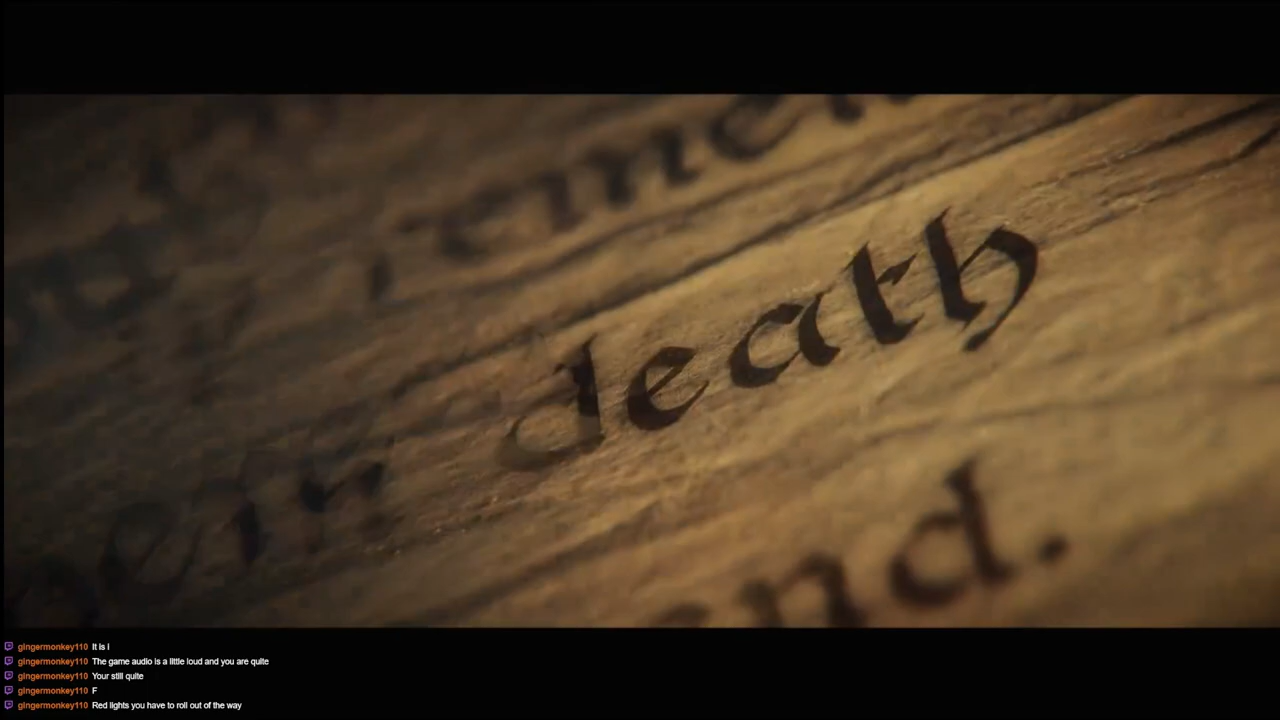 death
gingermonkey110 It is I
gingermonkey110 The game audio is a little loud and you are quite
gingermonkey110 Your still quite
gingermonkey110 F
gingermonkey110 Red lights you have to roll out of the way